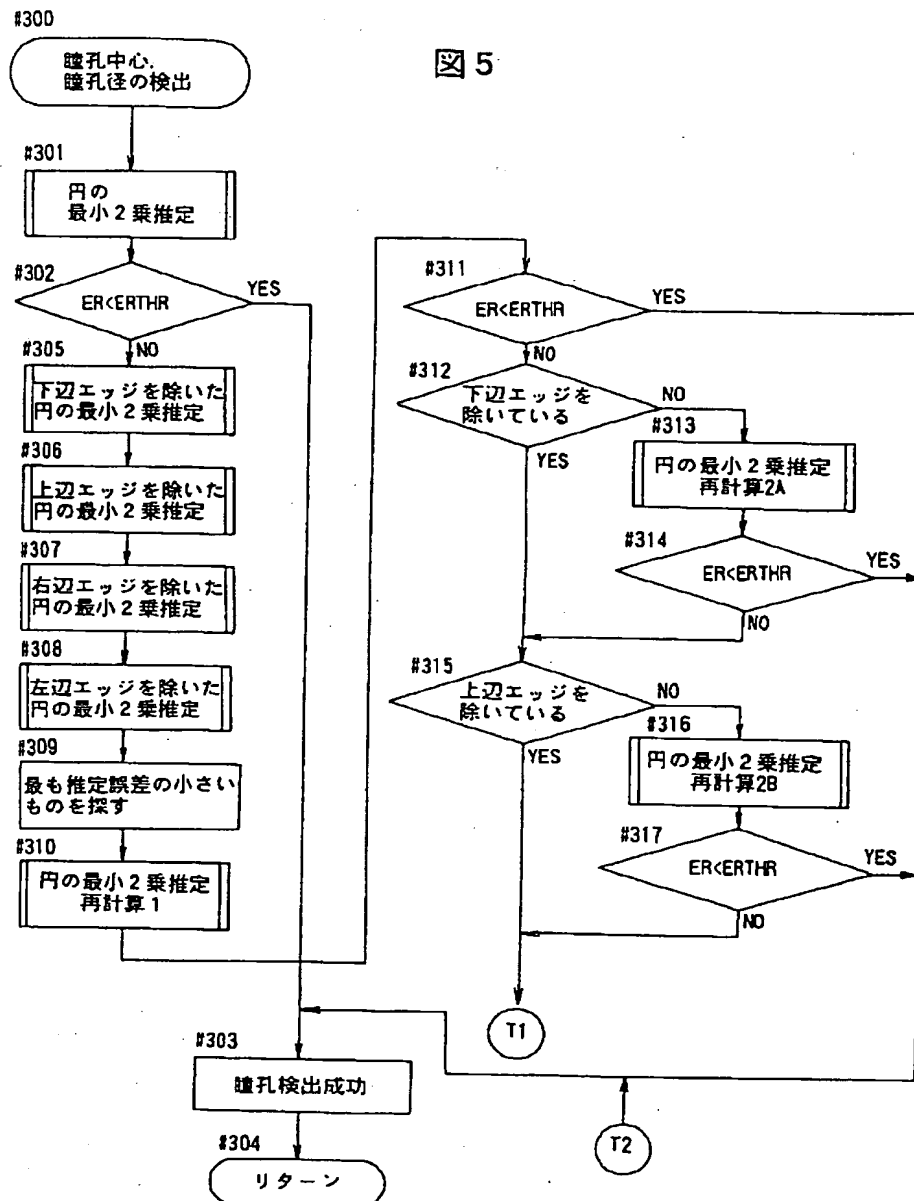 図5
#300
瞳孔中心,
瞳孔径の検出
#301
円の
最小2乗推定
#302
ER<ERTHR
YES
NO
#305
下辺エッジを除いた
円の最小2乗推定
#306
上辺エッジを除いた
円の最小2乗推定
#307
右辺エッジを除いた
円の最小2乗推定
#308
左辺エッジを除いた
円の最小2乗推定
#309
最も推定誤差の小さい
ものを探す
#310
円の最小2乗推定
再計算1
#311
ER<ERTHR
YES
NO
#312
下辺エッジを
除いている
NO
YES
#313
円の最小2乗推定
再計算2A
#314
ER<ERTHR
YES
NO
#315
上辺エッジを
除いている
NO
YES
#316
円の最小2乗推定
再計算2B
#317
ER<ERTHR
YES
NO
T1
#303
瞳孔検出成功
T2
#304
リターン